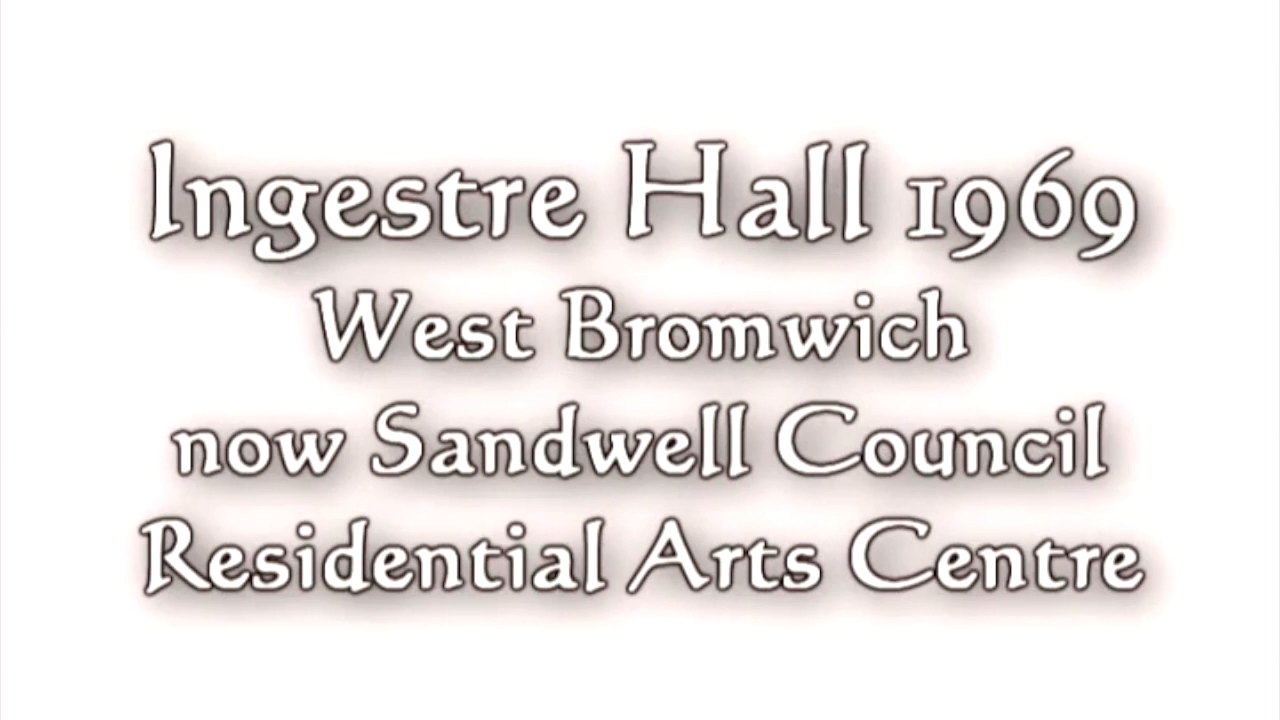 Ingestre Hall 1969
West Bromwich
now Sandwell Council
Residential Arts Centre